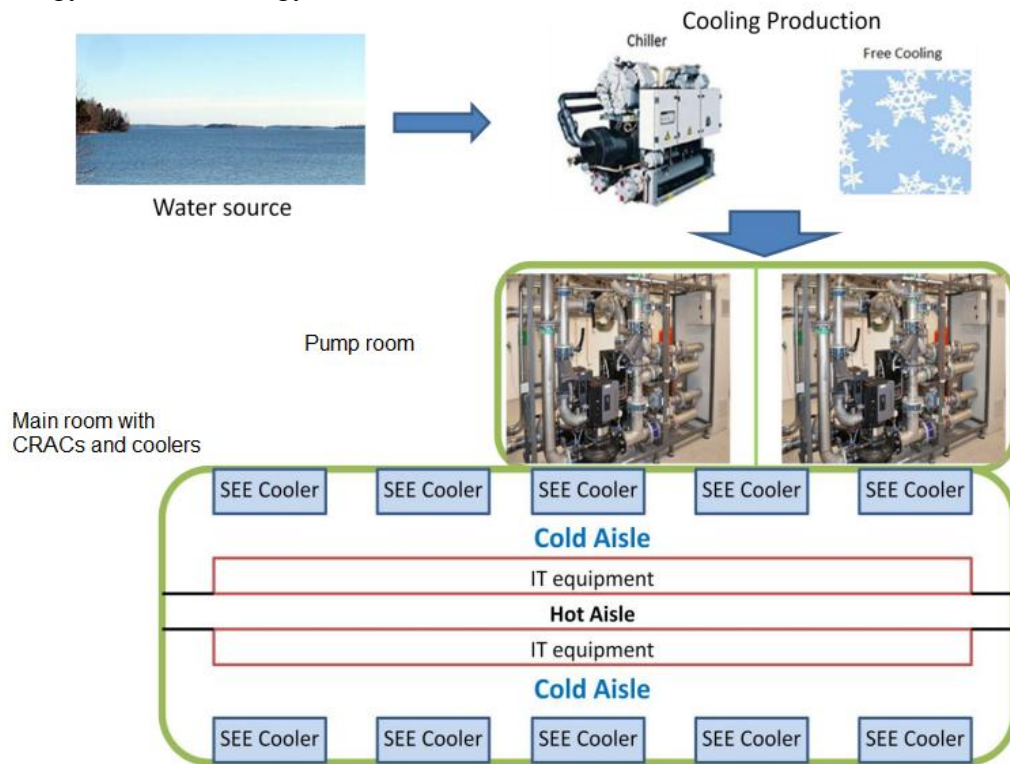 Cooling Production
Chiller
Free Cooling
Water source
Pump room
Main room with
CRACs and coolers
SEE Cooler SEE Cooler SEE Cooler SEE Cooler SEE Cooler
Cold Aisle
IT equipment
Hot Aisle
IT equipment
Cold Aisle
SEE Cooler SEE Cooler SEE Cooler SEE Cooler SEE Cooler